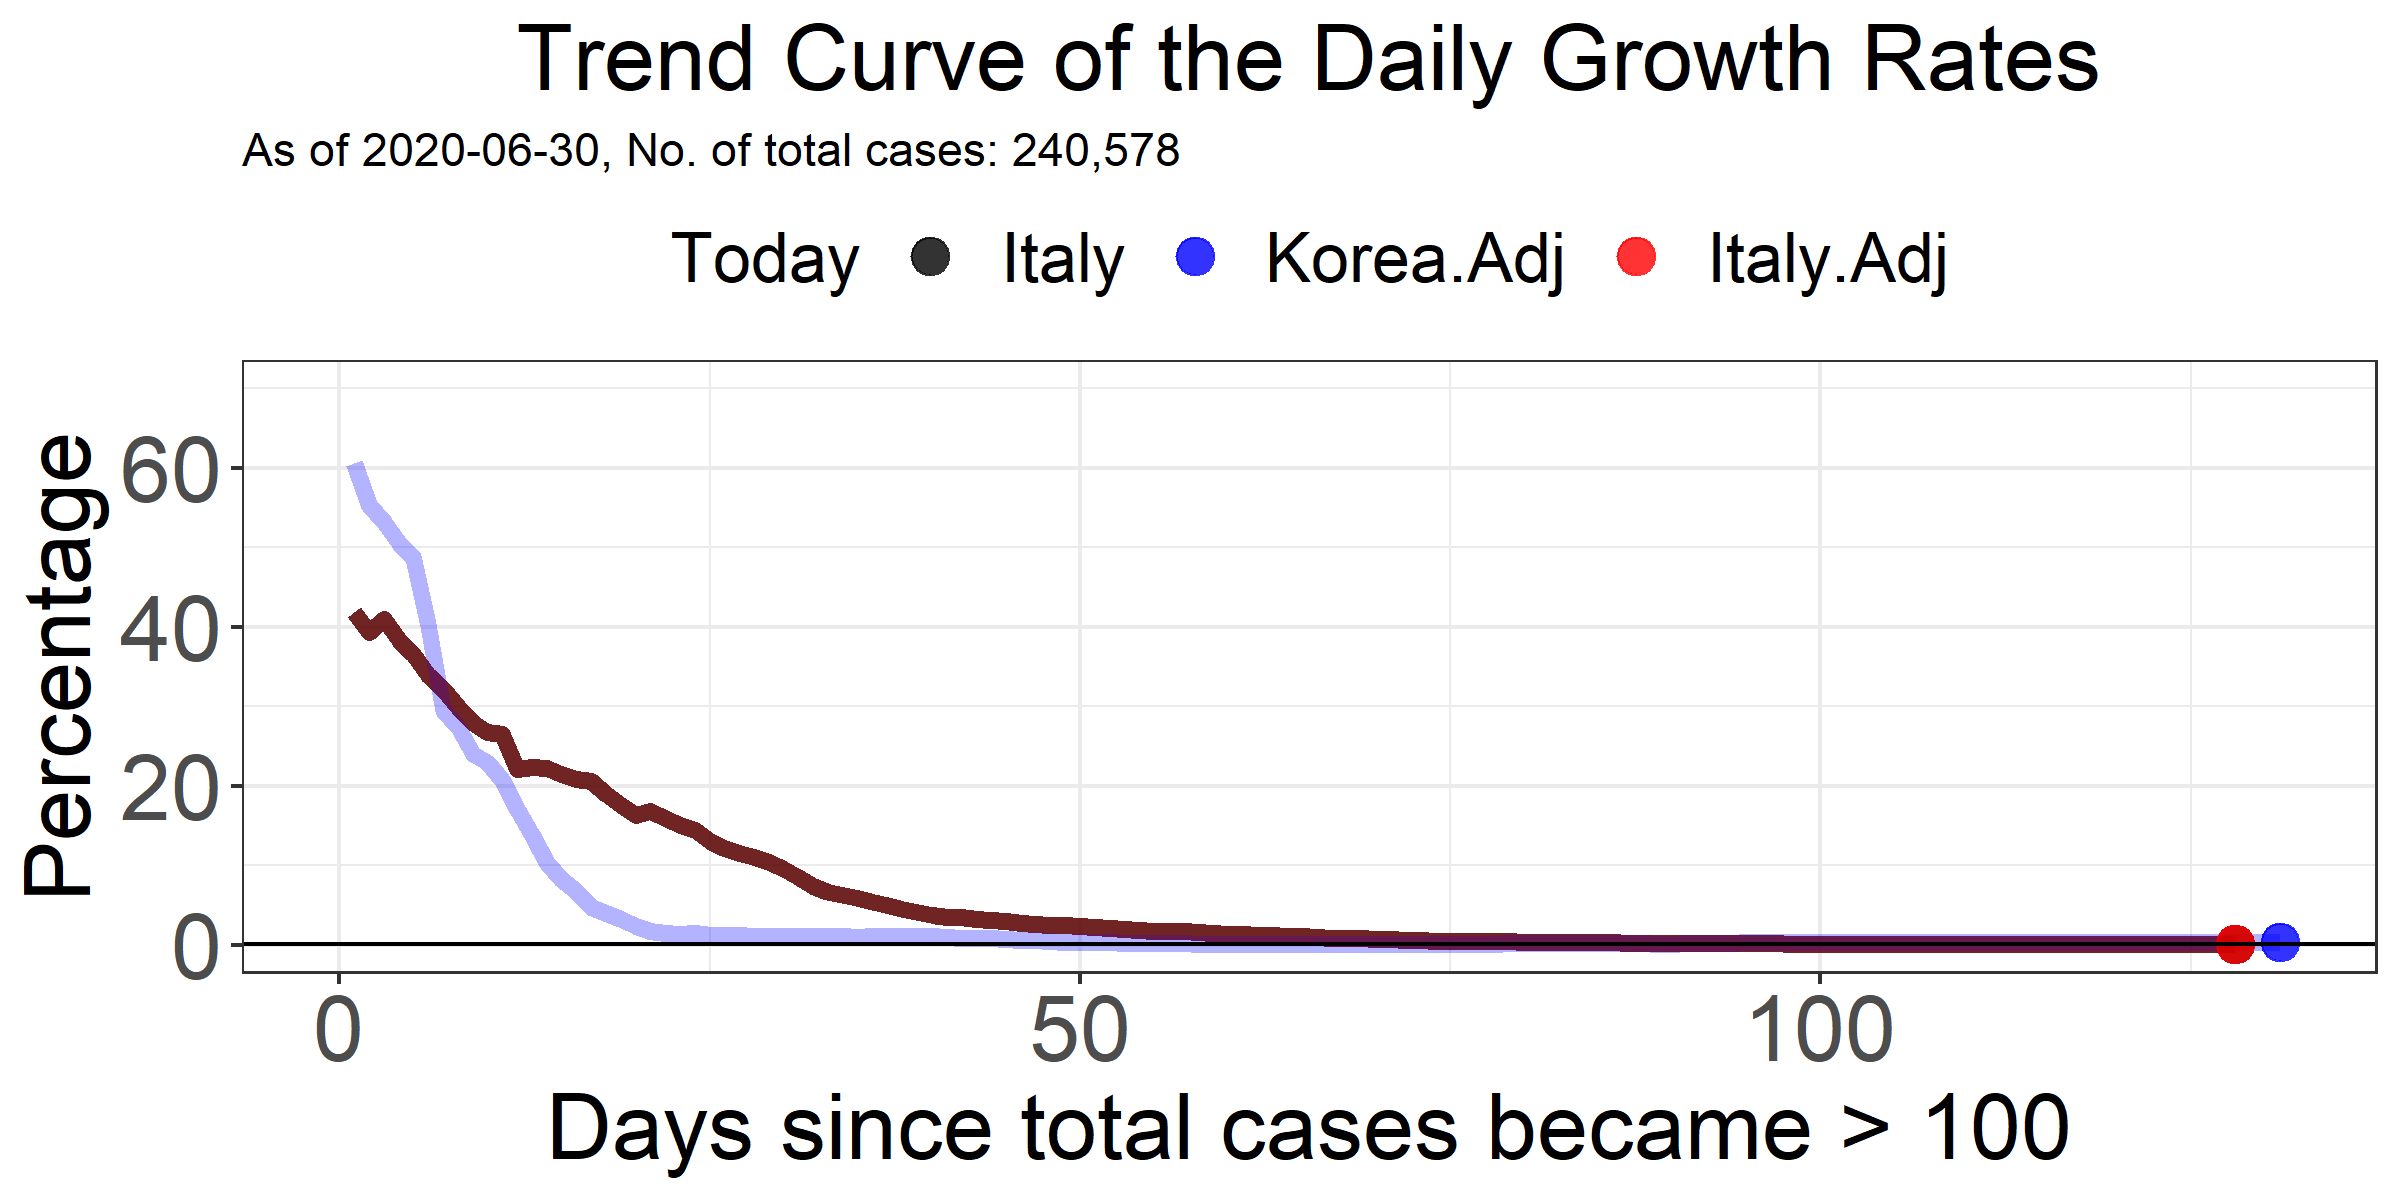 Trend Curve of the Daily Growth Rates
As of 2020-06-30, No. of total cases: 240,578
Today Italy Korea.Adj Italy.Adj
Percentage
60
40
20
0
0 50 100
Days since total cases became > 100